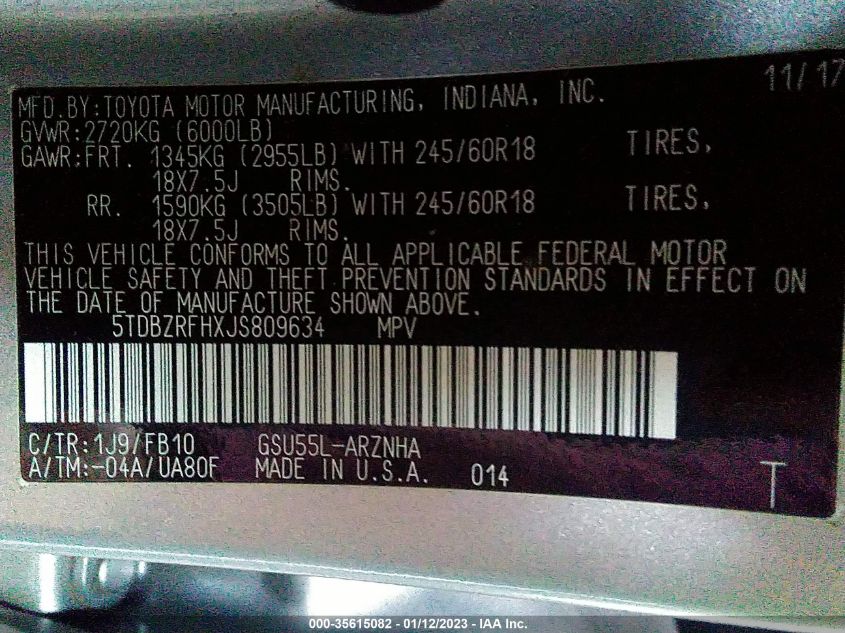 11/17
MFD.BY:TOYOTA MOTOR MANUFACTURING, INDIANA, INC.
GVWR:2720KG (6000LB)
GAWR:FRT. 1345KG (2955LB) WITH 245/60R18 TIRES,
18X7.5J RIMS.
RR. 1590KG (3505LB) WITH 245/60R18 TIRES,
18X7.5J RIMS.
THIS VEHICLE CONFORMS TO ALL APPLICABLE FEDERAL MOTOR
VEHICLE SAFETY AND THEFT PREVENTION STANDARDS IN EFFECT ON
THE DATE OF MANUFACTURE SHOWN ABOVE.
5TDBZRFHXJS809634 MPV
C/TR:1J9/FB10 GSU55L-ARZNHA
A/TM:-04A/UA80F MADE IN U.S.A. 014 T
000-35615082 - 01/12/2023 - IAA Inc.